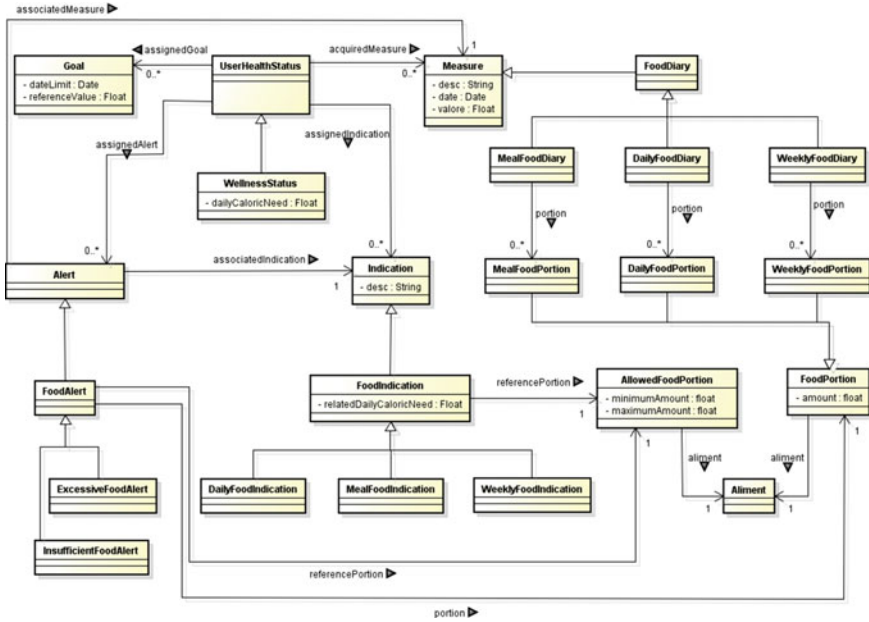 associatedMeasure
1
assignedGoal
acquiredMeasure
0..*
0..*
Goal
- dateLimit : Date
- referenceValue : Float
UserHealthStatus
Measure
- desc : String
- date : Date
- valore : Float
FoodDiary
assignedAlert
assignedIndication
MealFoodDiary
DailyFoodDiary
WeeklyFoodDiary
WellnessStatus
- dailyCaloricNeed : Float
portion
portion
portion
0..*
0..*
0..*
0..*
0..*
Alert
associatedIndication
1
Indication
- desc : String
MealFoodPortion
DailyFoodPortion
WeeklyFoodPortion
FoodAlert
FoodIndication
- relatedDailyCaloricNeed : Float
referencePortion
1
AllowedFoodPortion
- minimumAmount : float
- maximumAmount : float
FoodPortion
- amount : float
1
1
aliment
aliment
ExcessiveFoodAlert
DailyFoodIndication
MealFoodIndication
WeeklyFoodIndication
Aliment
1
1
InsufficientFoodAlert
referencePortion
portion